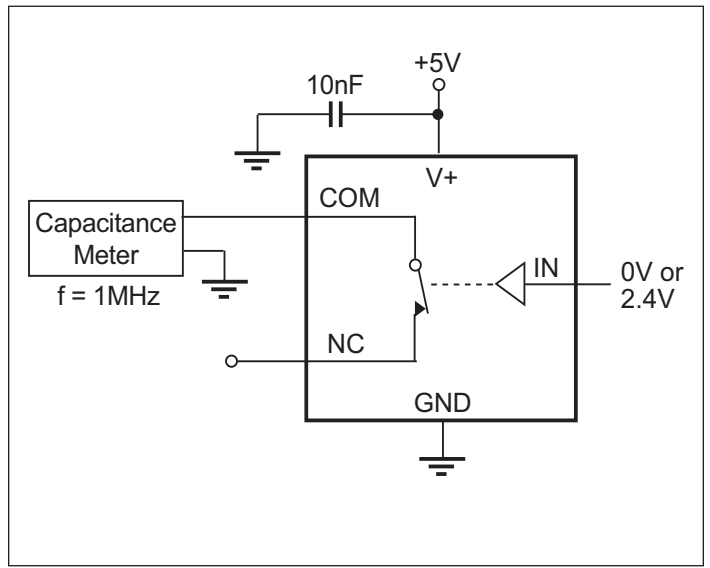 +5V
10nF
V+
COM
Capacitance
Meter
f = 1MHz
IN
0V or
2.4V
NC
GND